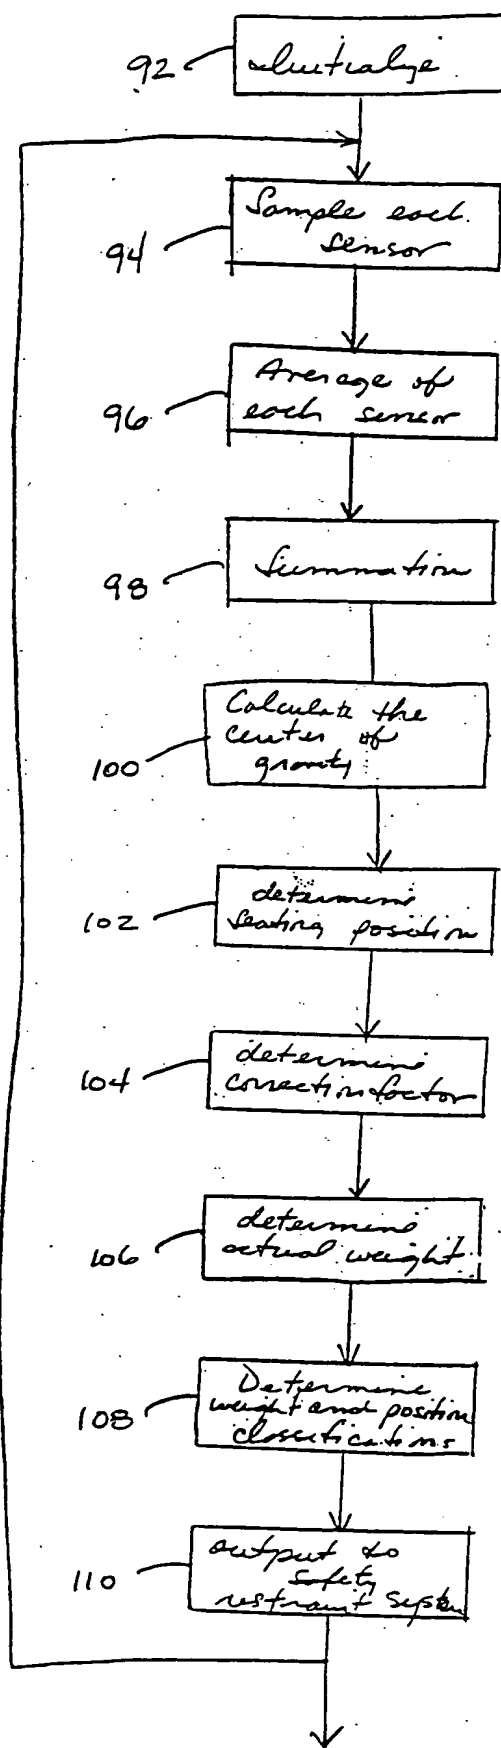 92 Initialize
94 Sample each
sensor
96 Average of
each sensor
98 Summation
100 Calculate the
center of
gravity
102 determine
seating position
104 determine
correction factor
106 determine
actual weight
108 Determine
weight and position
classifications
110 output to
safety
restraint system